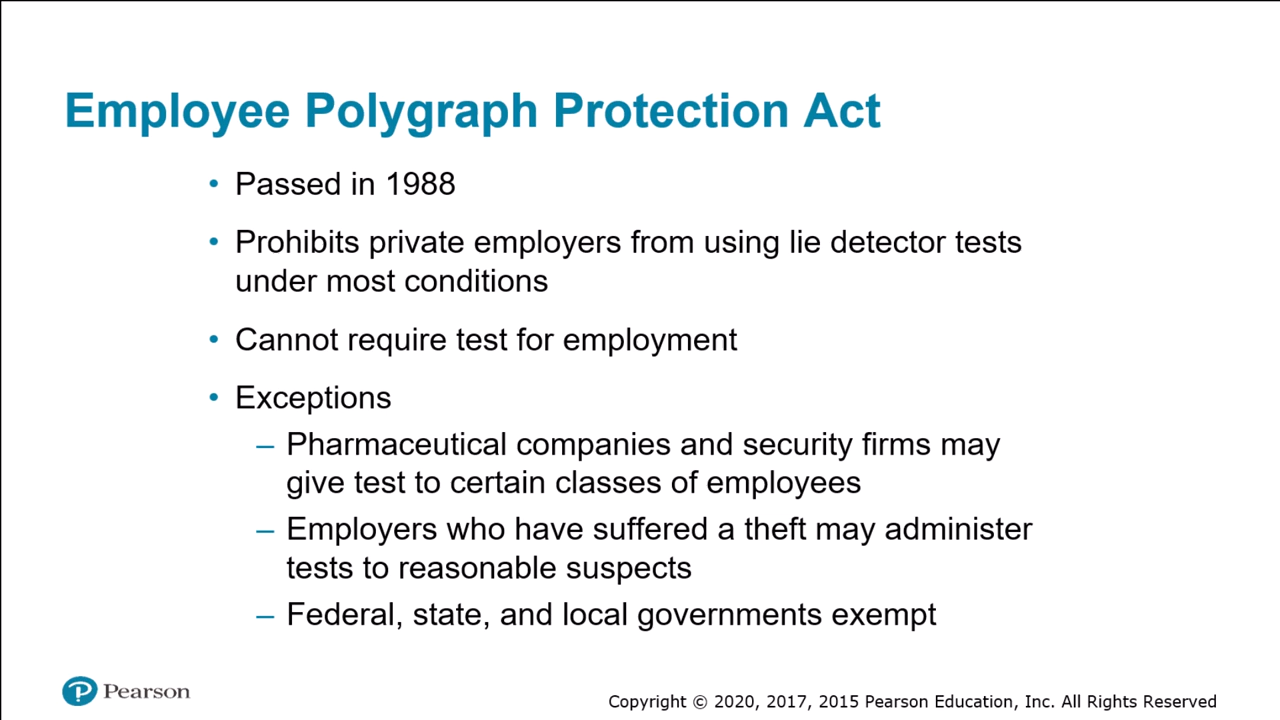 Employee Polygraph Protection Act
• Passed in 1988
• Prohibits private employers from using lie detector tests
under most conditions
• Cannot require test for employment
• Exceptions
– Pharmaceutical companies and security firms may
give test to certain classes of employees
– Employers who have suffered a theft may administer
tests to reasonable suspects
– Federal, state, and local governments exempt
Pearson
Copyright © 2020, 2017, 2015 Pearson Education, Inc. All Rights Reserved